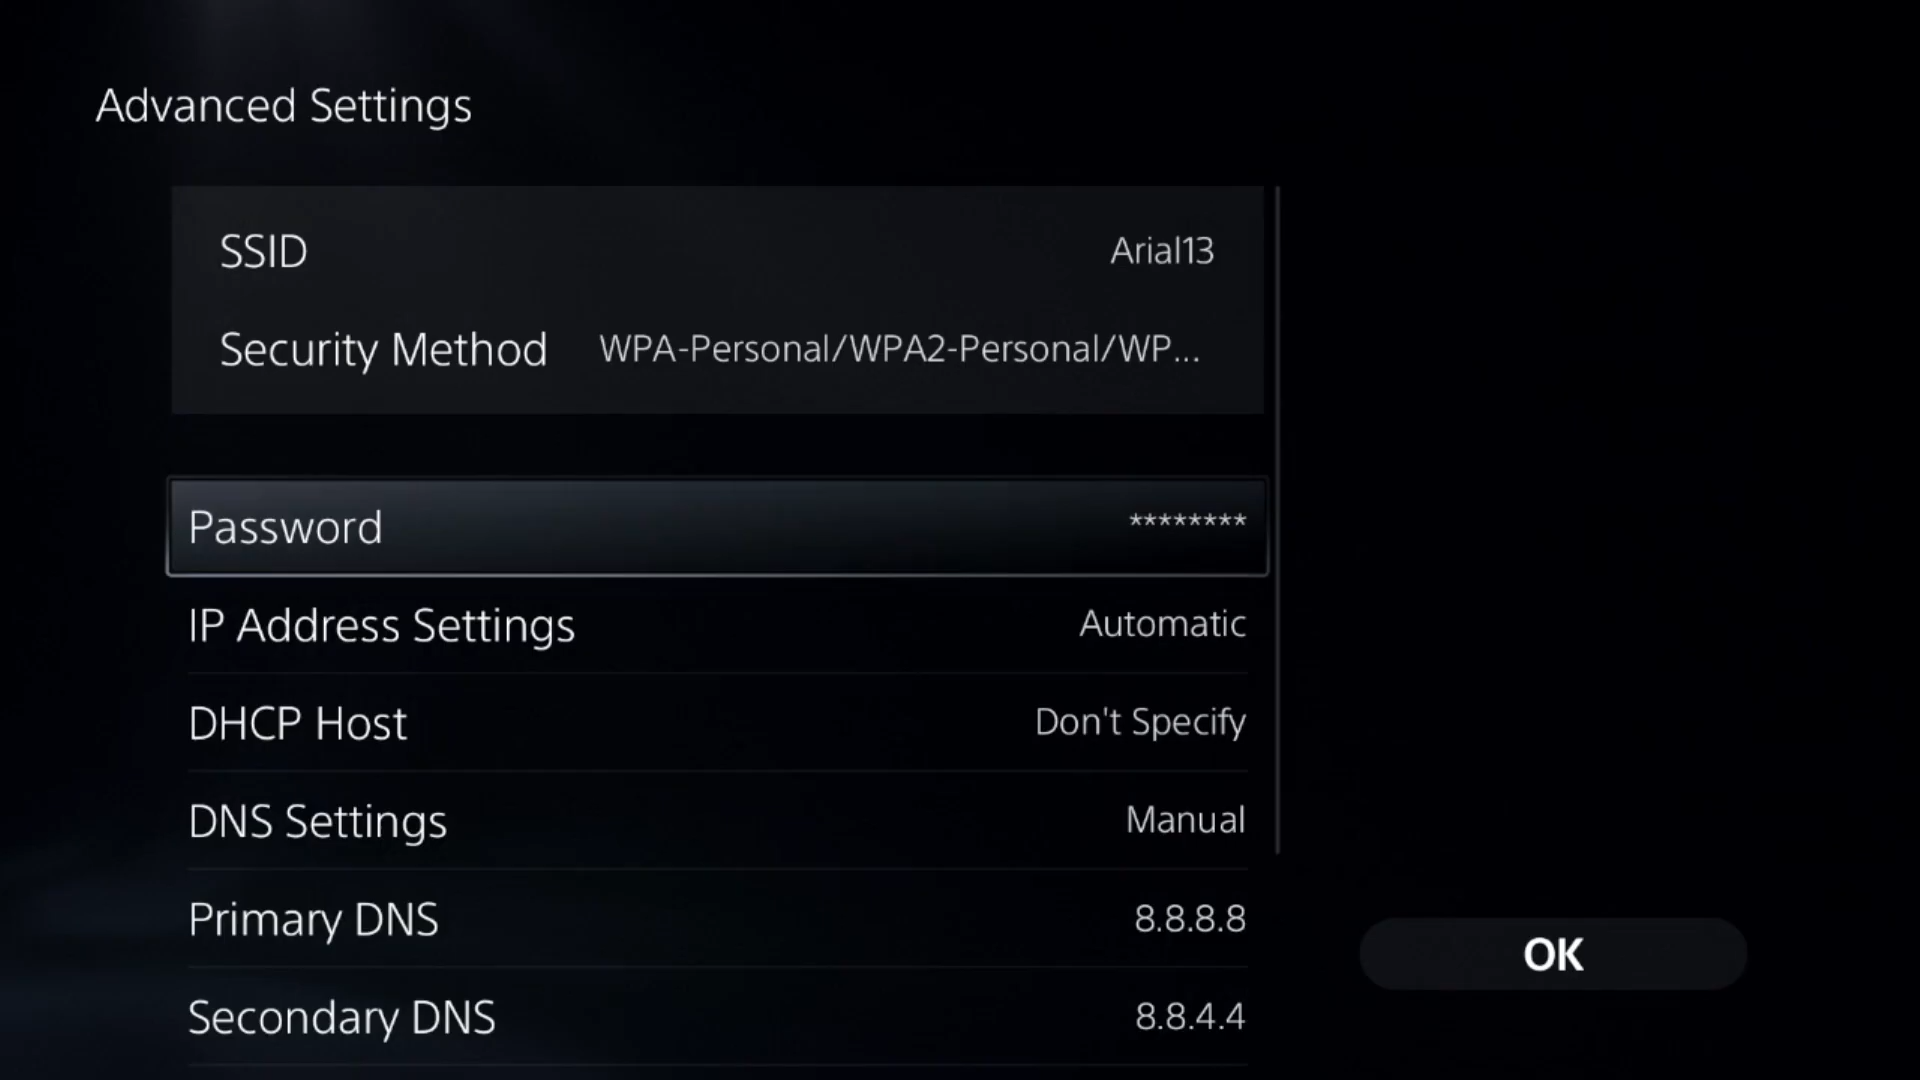 Advanced Settings
SSID Arial13
Security Method WPA-Personal/WPA2-Personal/WP...
Password ********
IP Address Settings Automatic
DHCP Host Don't Specify
DNS Settings Manual
Primary DNS 8.8.8.8
OK
Secondary DNS 8.8.4.4